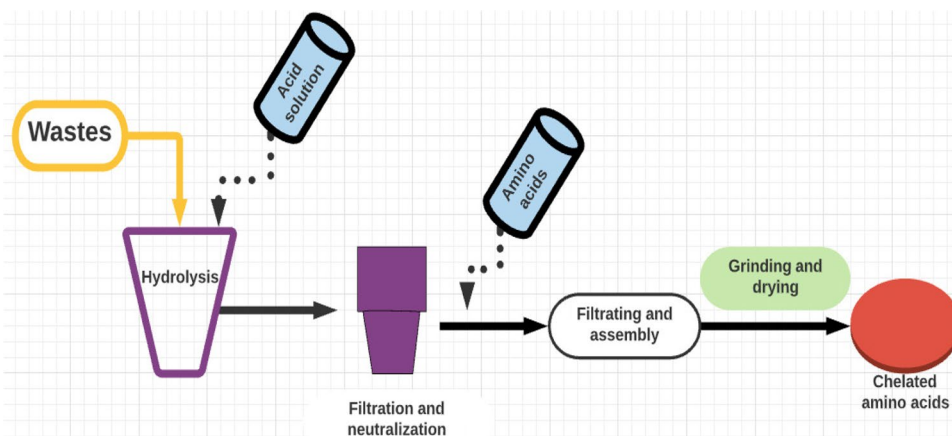 Acid
solution
Wastes
Amino
acids
Hydrolysis
Grinding and
drying
Filtrating and
assembly
Chelated
amino acids
Filtration and
neutralization